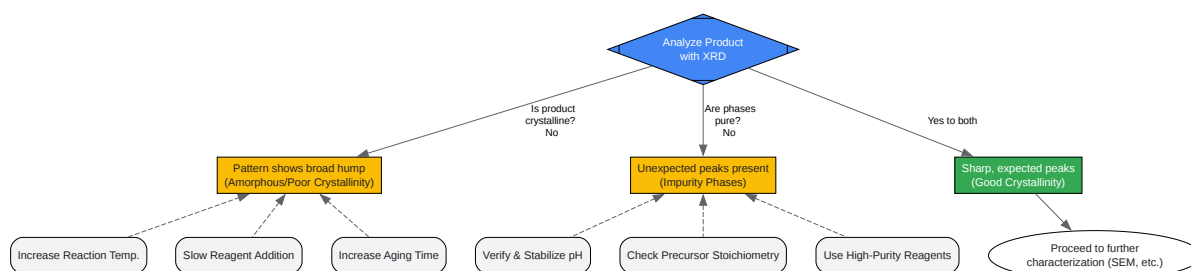 Analyze Product
with XRD
Is product
crystalline?
No
Are phases
pure?
No
Yes to both
Pattern shows broad hump
(Amorphous/Poor Crystallinity)
Unexpected peaks present
(Impurity Phases)
Sharp, expected peaks
(Good Crystallinity)
Increase Reaction Temp.
Slow Reagent Addition
Increase Aging Time
Verify & Stabilize pH
Check Precursor Stoichiometry
Use High-Purity Reagents
Proceed to further
characterization (SEM, etc.)